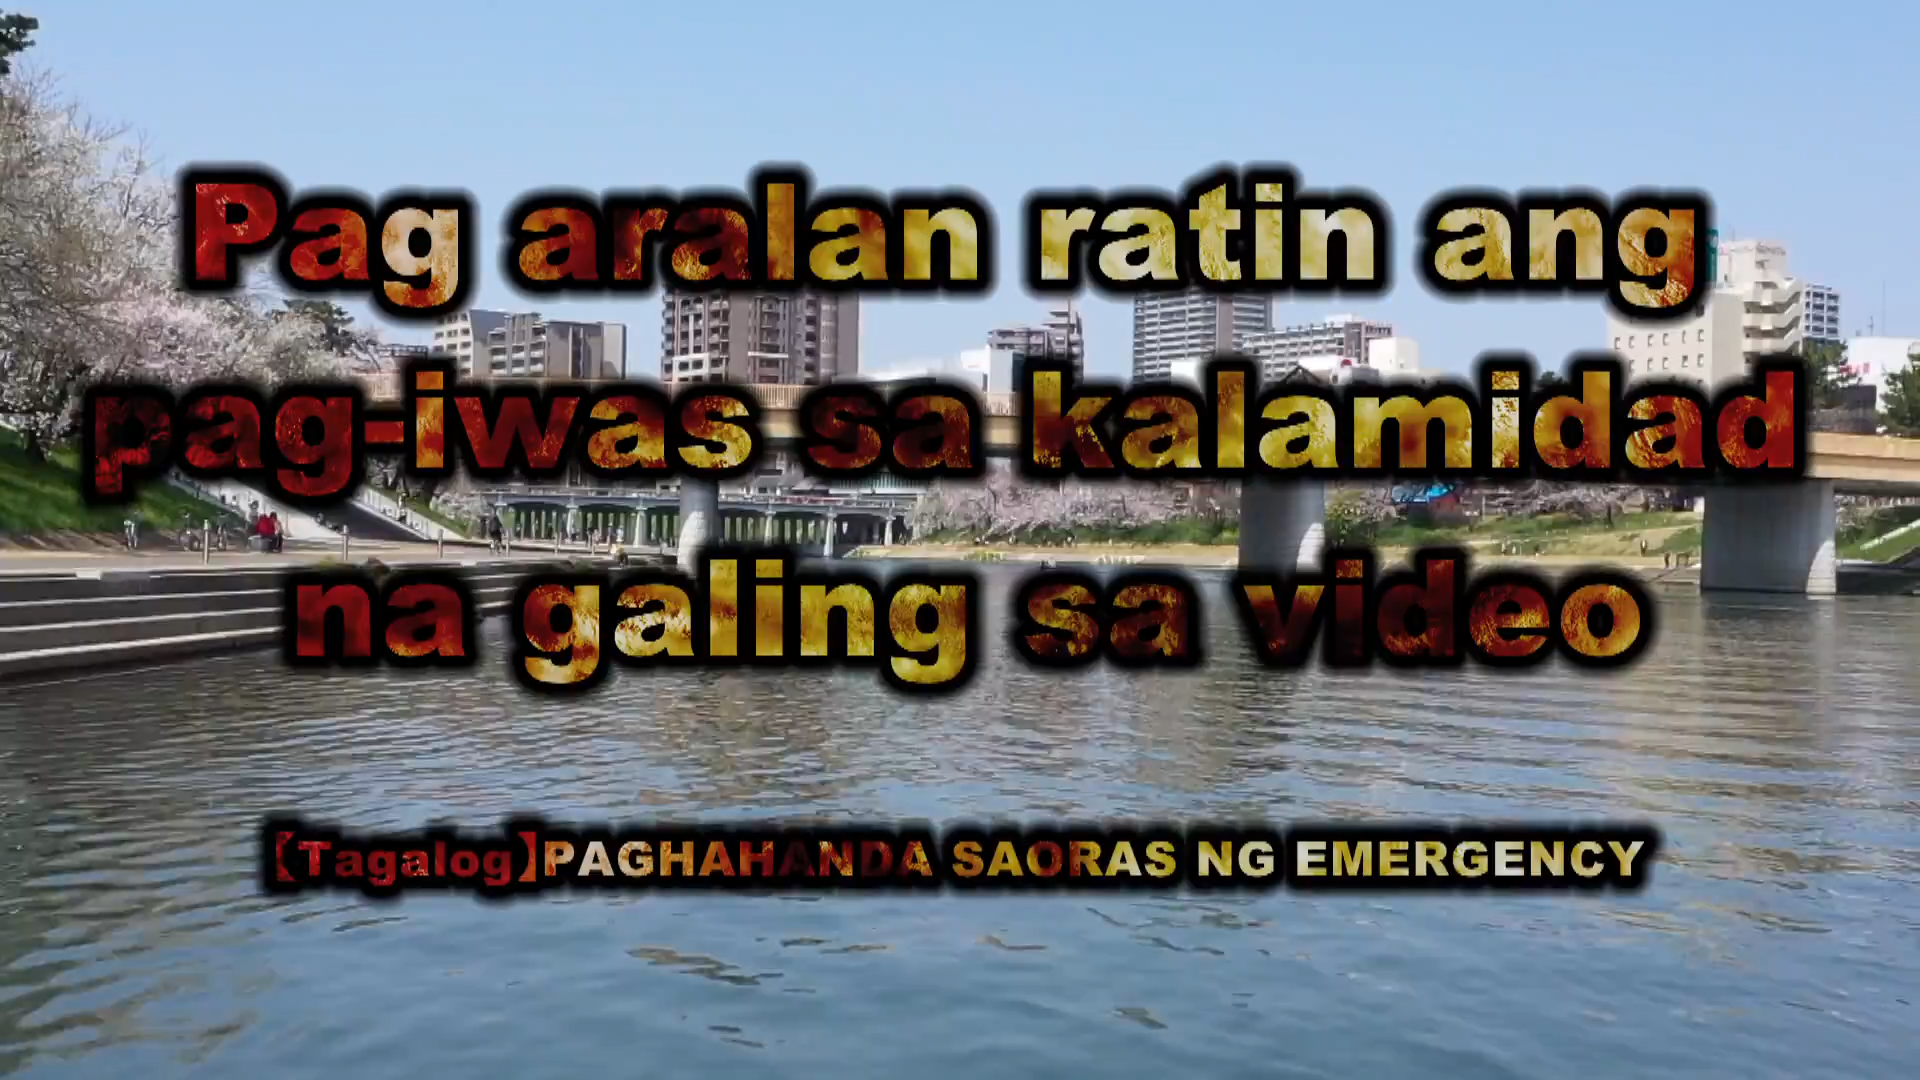 Pag aralan ratin ang
pag-iwas sa kalamidad
na galing sa video
【Tagalog】PAGHAHANDA SAORAS NG EMERGENCY